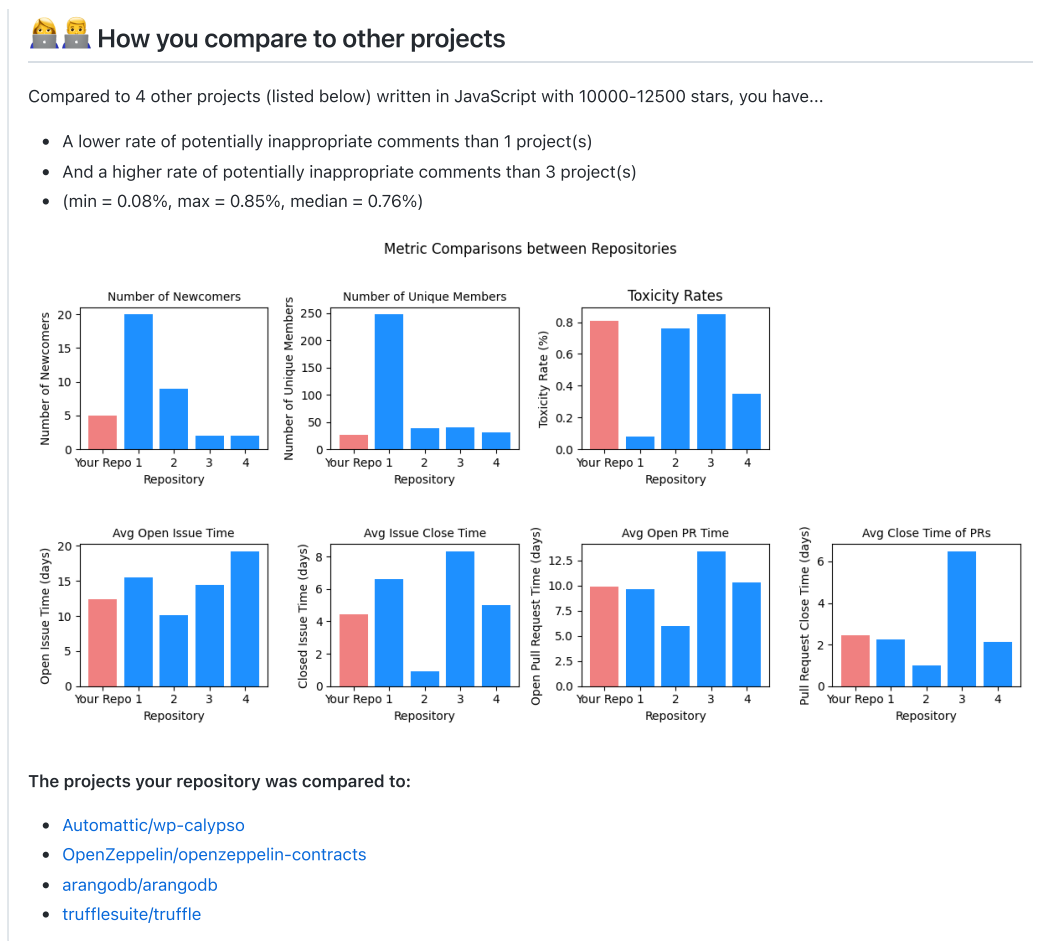 How you compare to other projects
Compared to 4 other projects (listed below) written in JavaScript with 10000-12500 stars, you have...
A lower rate of potentially inappropriate comments than 1 project(s)
And a higher rate of potentially inappropriate comments than 3 project(s)
(min = 0.08%, max = 0.85%, median = 0.76%)
Metric Comparisons between Repositories
Number of Newcomers
Number of Newcomers
20
15
10
5
0
Your Repo 1 2 3 4
Repository
Number of Unique Members
Number of Unique Members
250
200
150
100
50
0
Your Repo 1 2 3 4
Repository
Toxicity Rates
Toxicity Rate (%)
0.8
0.6
0.4
0.2
0.0
Your Repo 1 2 3 4
Repository
Avg Open Issue Time
Open Issue Time (days)
20
15
10
5
0
Your Repo 1 2 3 4
Repository
Avg Issue Close Time
Closed Issue Time (days)
8
6
4
2
0
Your Repo 1 2 3 4
Repository
Avg Open PR Time
Open Pull Request Time (days)
12.5
10.0
7.5
5.0
2.5
0.0
Your Repo 1 2 3 4
Repository
Avg Close Time of PRs
Pull Request Close Time (days)
6
4
2
0
Your Repo 1 2 3 4
Repository
The projects your repository was compared to:
Automattic/wp-calypso
OpenZeppelin/openzeppelin-contracts
arangodb/arangodb
trufflesuite/truffle